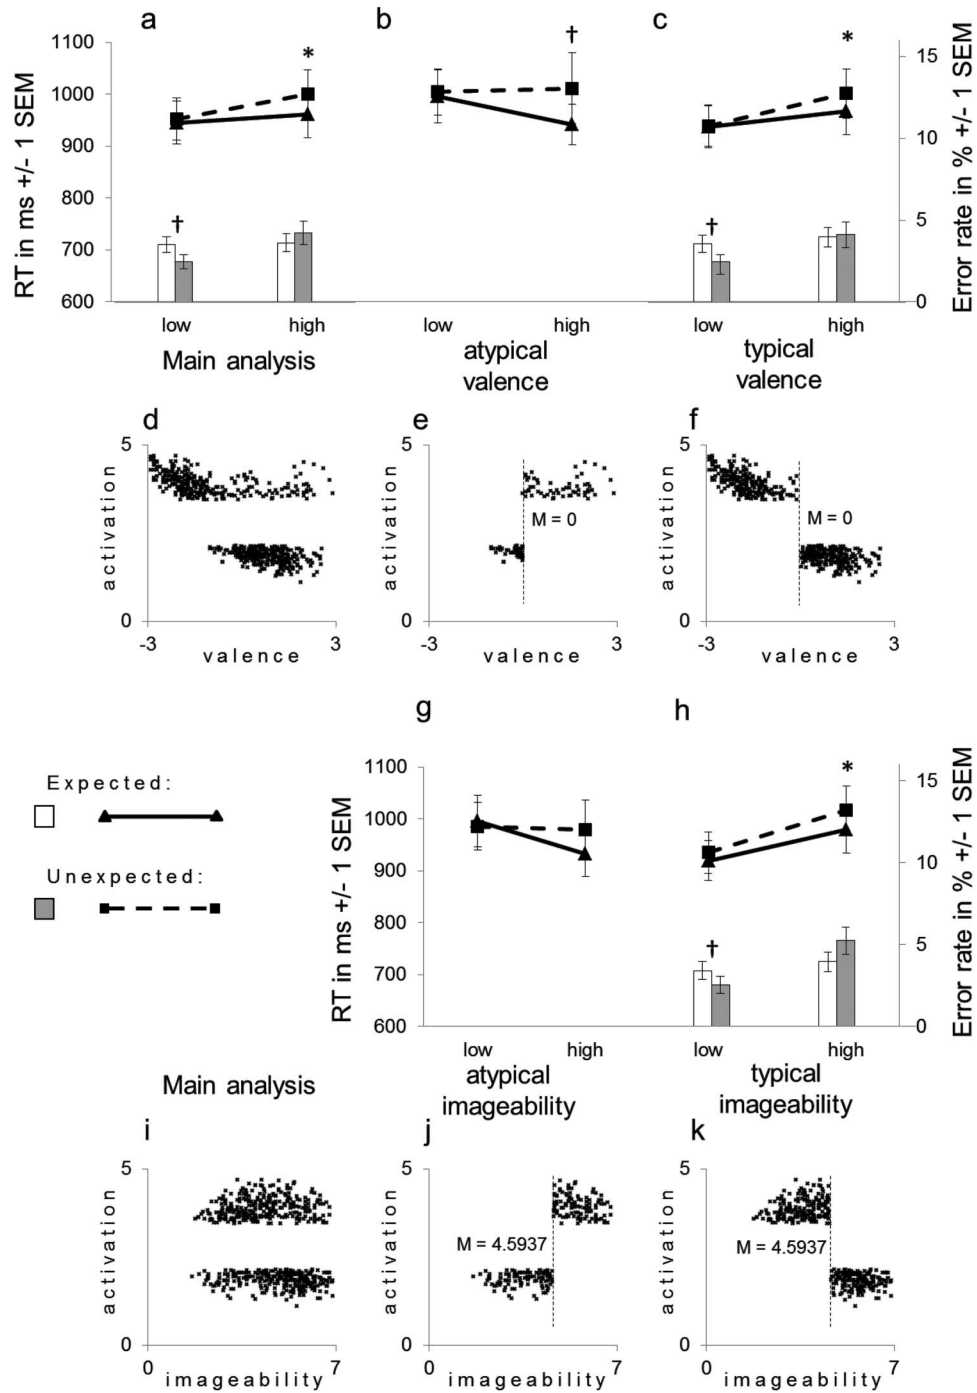 a
b
c
RT in ms +/- 1 SEM
1100
1000
900
800
700
600
†
*
†
†
*
15
10
5
0
Error rate in % +/- 1 SEM
low high
low high
low high
Main analysis
atypical
valence
typical
valence
d
e
f
activation
5
0
-3 3
valence
activation
5
0
M = 0
-3 3
valence
activation
5
0
M = 0
-3 3
valence
g
h
Expected:
Unexpected:
RT in ms +/- 1 SEM
1100
1000
900
800
700
600
†
*
15
10
5
0
Error rate in % +/- 1 SEM
low high
low high
Main analysis
atypical
imageability
typical
imageability
i
j
k
activation
5
0
0 7
imageability
activation
5
M = 4.5937
0
0 7
imageability
activation
5
M = 4.5937
0
0 7
imageability